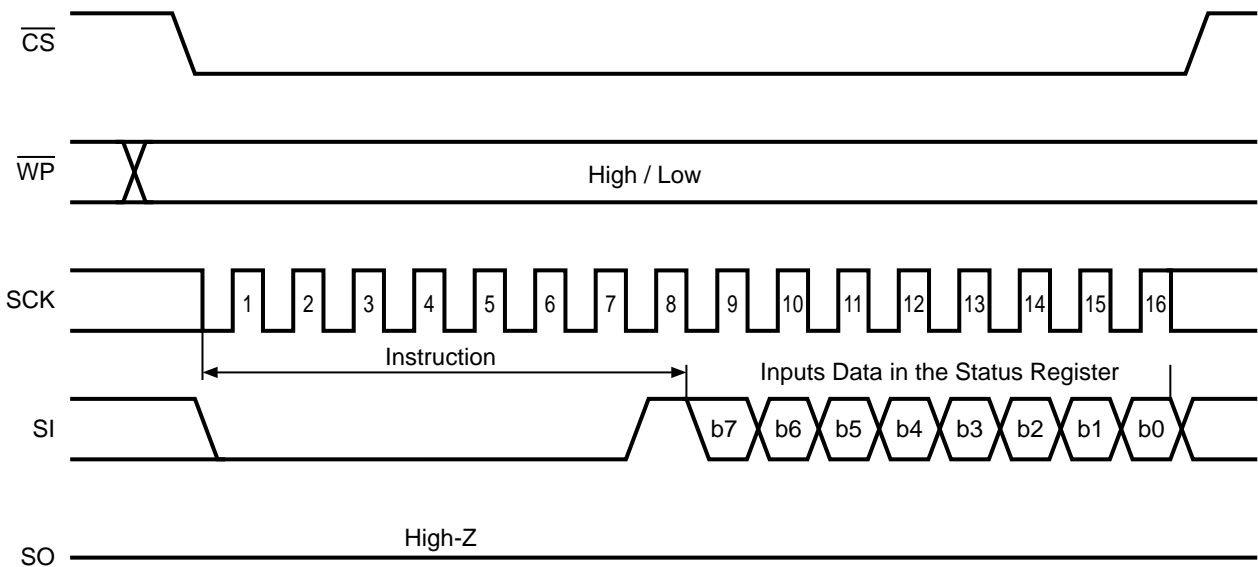 CS
WP
High / Low
SCK
1 2 3 4 5 6 7 8 9 10 11 12 13 14 15 16
Instruction
Inputs Data in the Status Register
SI
b7 b6 b5 b4 b3 b2 b1 b0
High-Z
SO